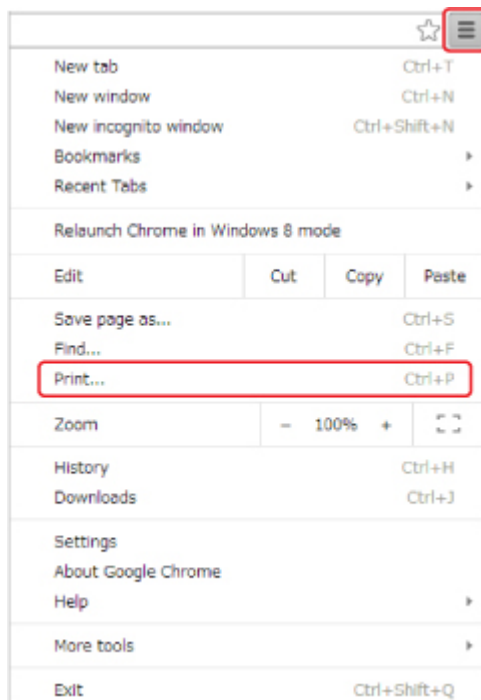 New tab Ctrl+T
New window Ctrl+N
New incognito window Ctrl+Shift+N
Bookmarks
Recent Tabs
Relaunch Chrome in Windows 8 mode
Edit Cut Copy Paste
Save page as... Ctrl+S
Find... Ctrl+F
Print... Ctrl+P
Zoom - 100% +
History Ctrl+H
Downloads Ctrl+J
Settings
About Google Chrome
Help
More tools
Exit Ctrl+Shift+Q